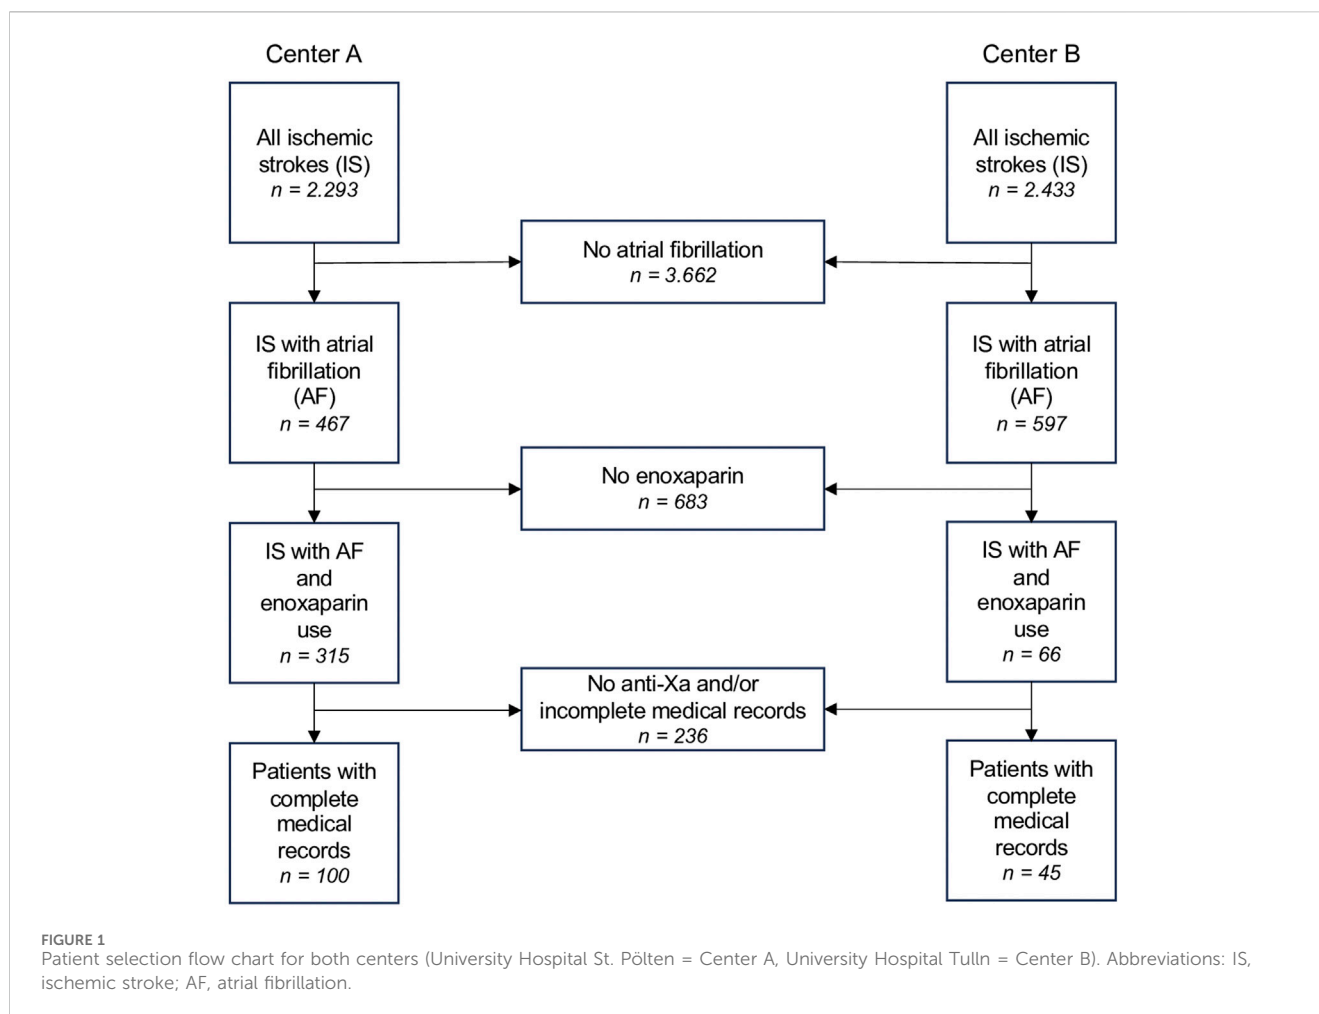 Center A
Center B
All ischemic
strokes (IS)
n = 2.293
All ischemic
strokes (IS)
n = 2.433
No atrial fibrillation
n = 3.662
IS with atrial
fibrillation
(AF)
n = 467
IS with atrial
fibrillation
(AF)
n = 597
No enoxaparin
n = 683
IS with AF
and
enoxaparin
use
n = 315
IS with AF
and
enoxaparin
use
n = 66
No anti-Xa and/or
incomplete medical records
n = 236
Patients with
complete
medical
records
n = 100
Patients with
complete
medical
records
n = 45
FIGURE 1
Patient selection flow chart for both centers (University Hospital St. Pölten = Center A, University Hospital Tulln = Center B). Abbreviations: IS,
ischemic stroke; AF, atrial fibrillation.